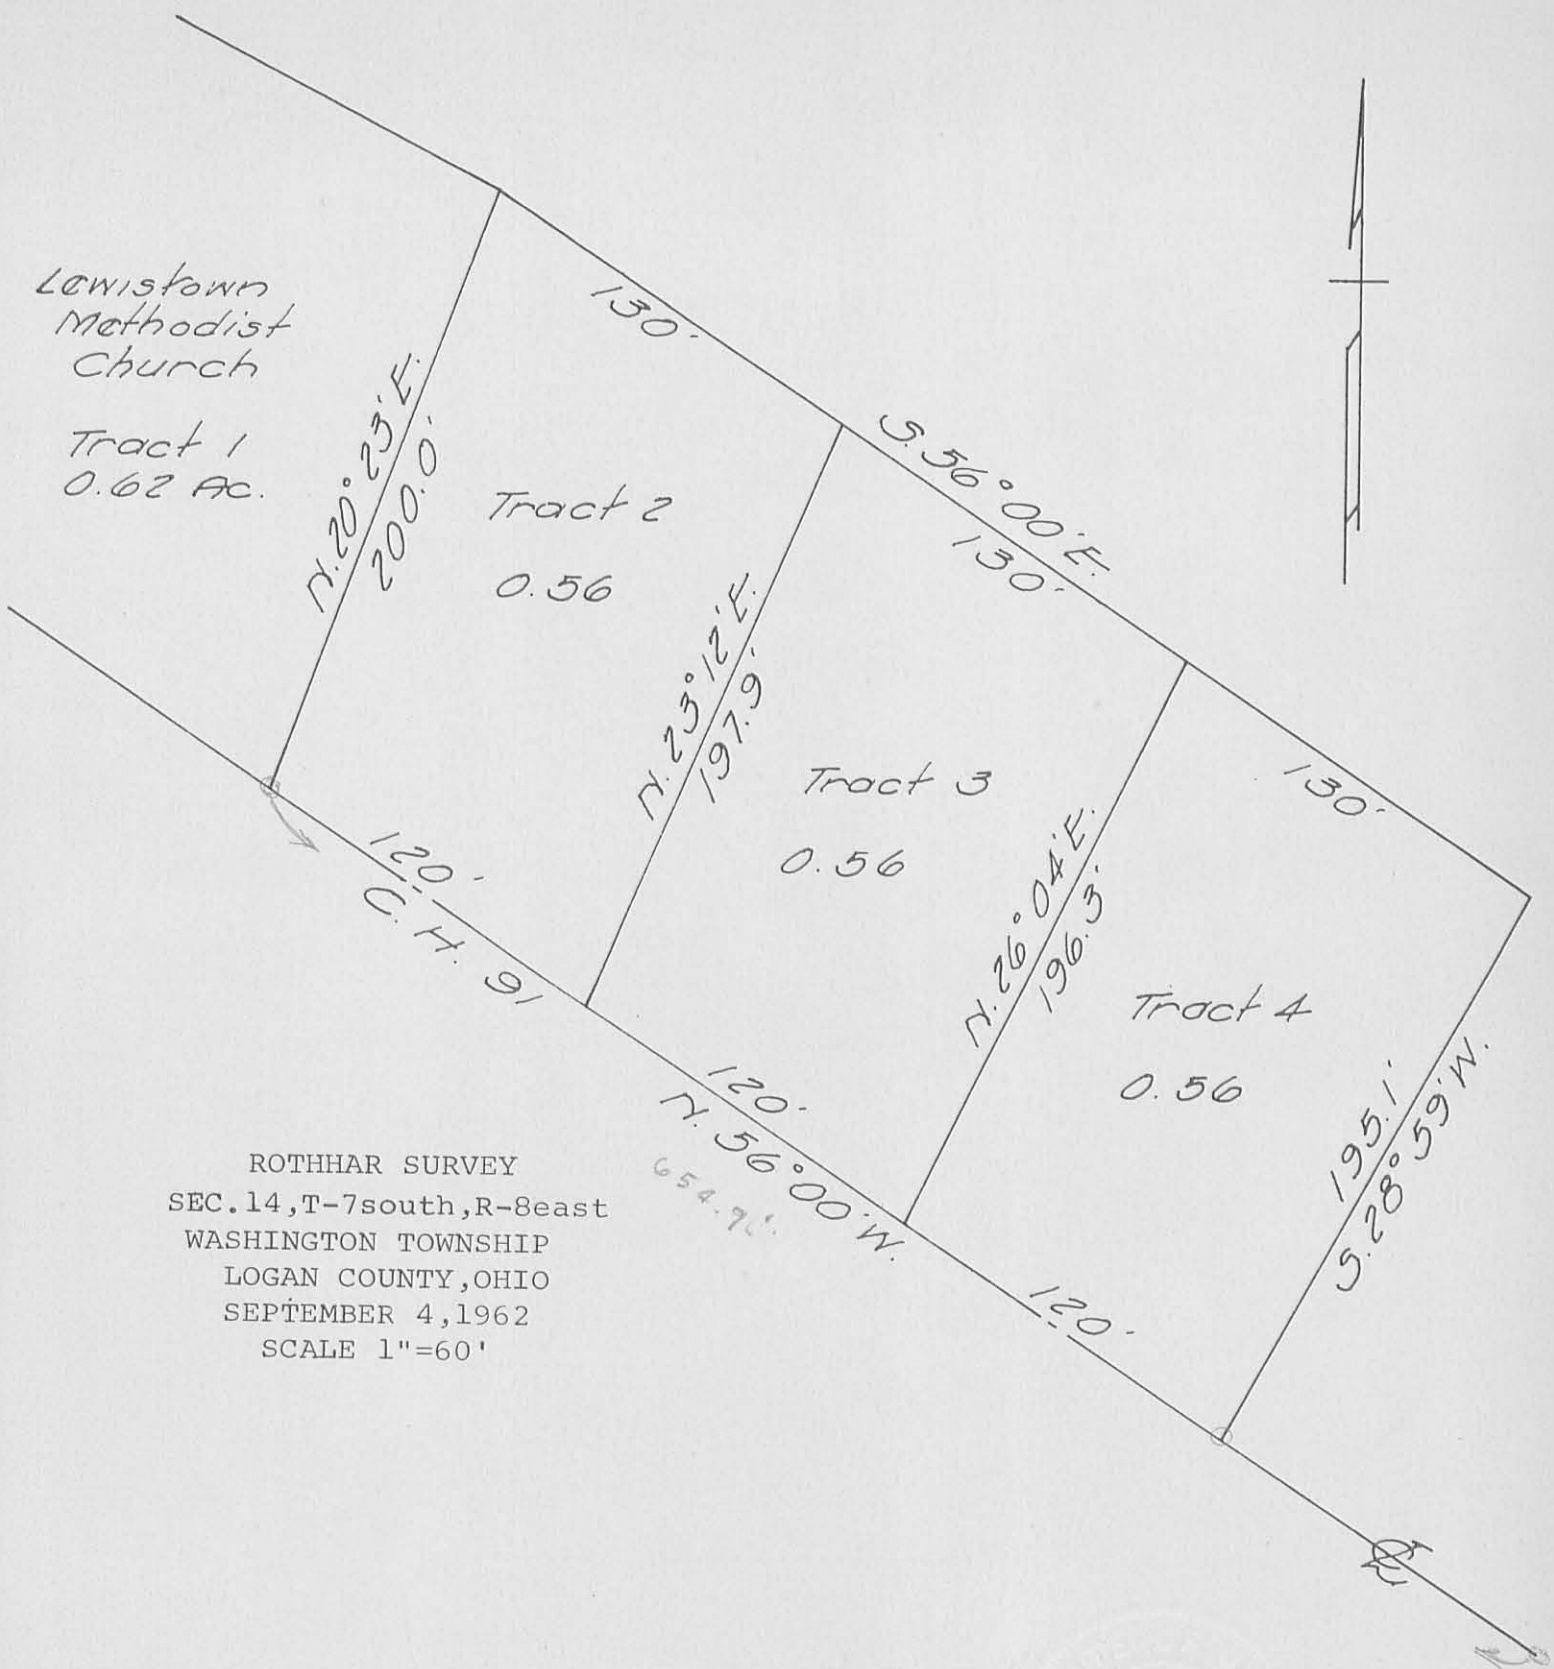 Lewistown
Methodist
Church
Tract 1
0.62 Ac.
N. 20° 23' E.
200.0'
130'
Tract 2
0.56
S. 56° 00' E.
130'
N. 23° 12' E.
197.9'
Tract 3
0.56
130'
120'
C. H. 91
N. 26° 04' E.
196.3'
Tract 4
0.56
195.1'
S. 28° 59' W.
120'
N. 56° 00' W.
120'
ROTHHAR SURVEY
SEC.14,T-7south,R-8east
WASHINGTON TOWNSHIP
LOGAN COUNTY,OHIO
SEPTEMBER 4,1962
SCALE 1"=60'